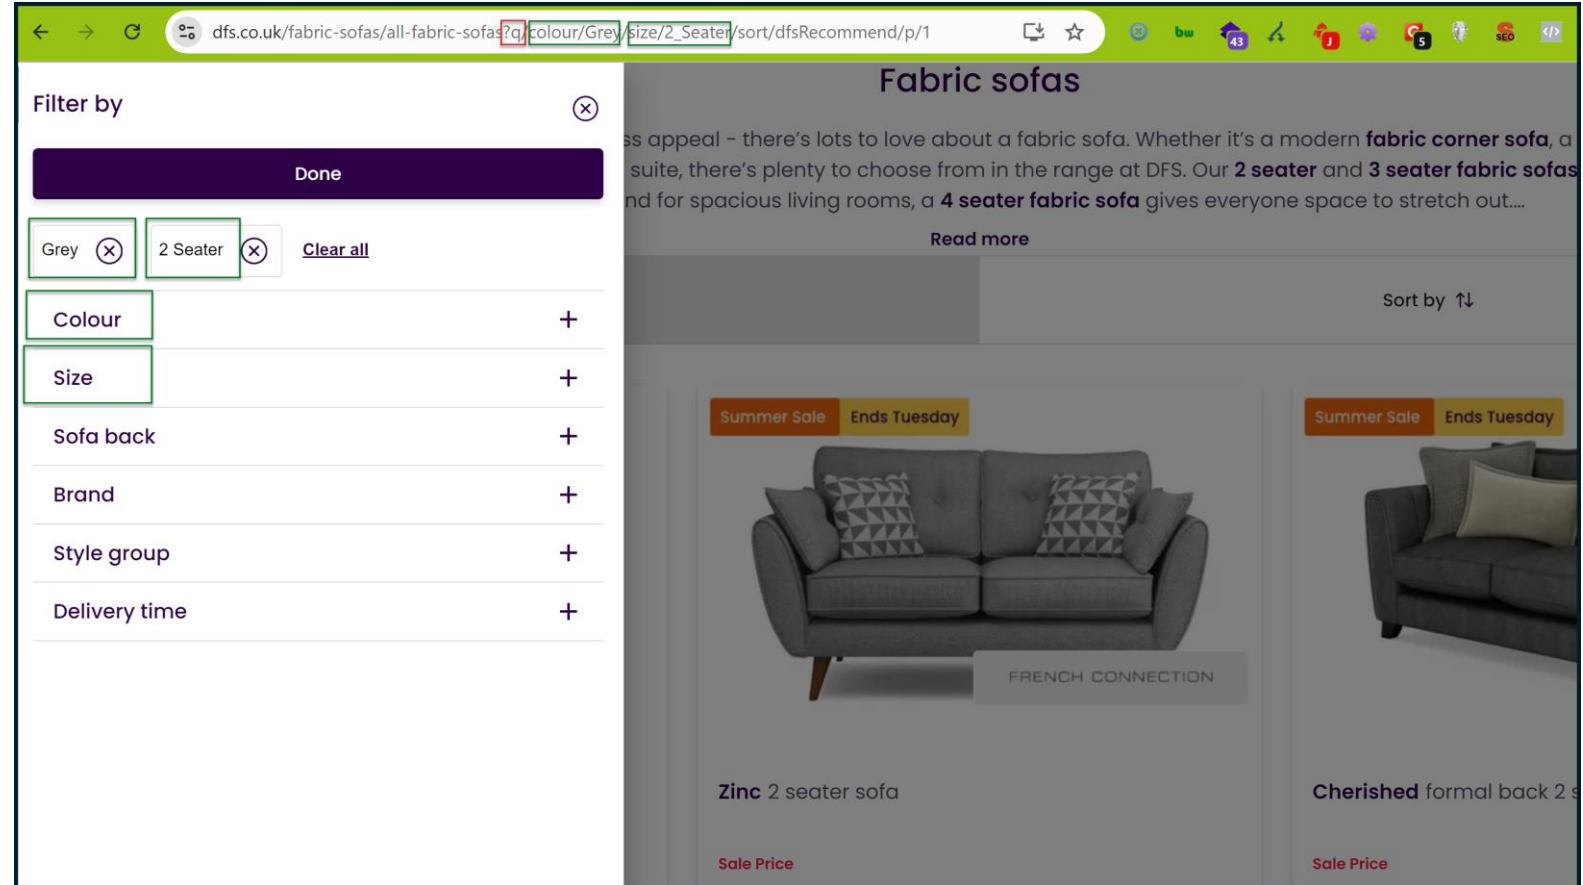 dfs.co.uk/fabric-sofas/all-fabric-sofas?q/colour/Grey/size/2_Seater/sort/dfsRecommend/p/1
bw
43
J
5
SEO
</>
Filter by
Done
Grey
2 Seater
Clear all
Colour
Size
Sofa back
Brand
Style group
Delivery time
Fabric sofas
ss appeal – there's lots to love about a fabric sofa. Whether it's a modern fabric corner sofa, a
suite, there's plenty to choose from in the range at DFS. Our 2 seater and 3 seater fabric sofas
nd for spacious living rooms, a 4 seater fabric sofa gives everyone space to stretch out....
Read more
Sort by
Summer Sale Ends Tuesday
Summer Sale Ends Tuesday
FRENCH CONNECTION
Zinc 2 seater sofa
Cherished formal back 2 s
Sale Price
Sale Price